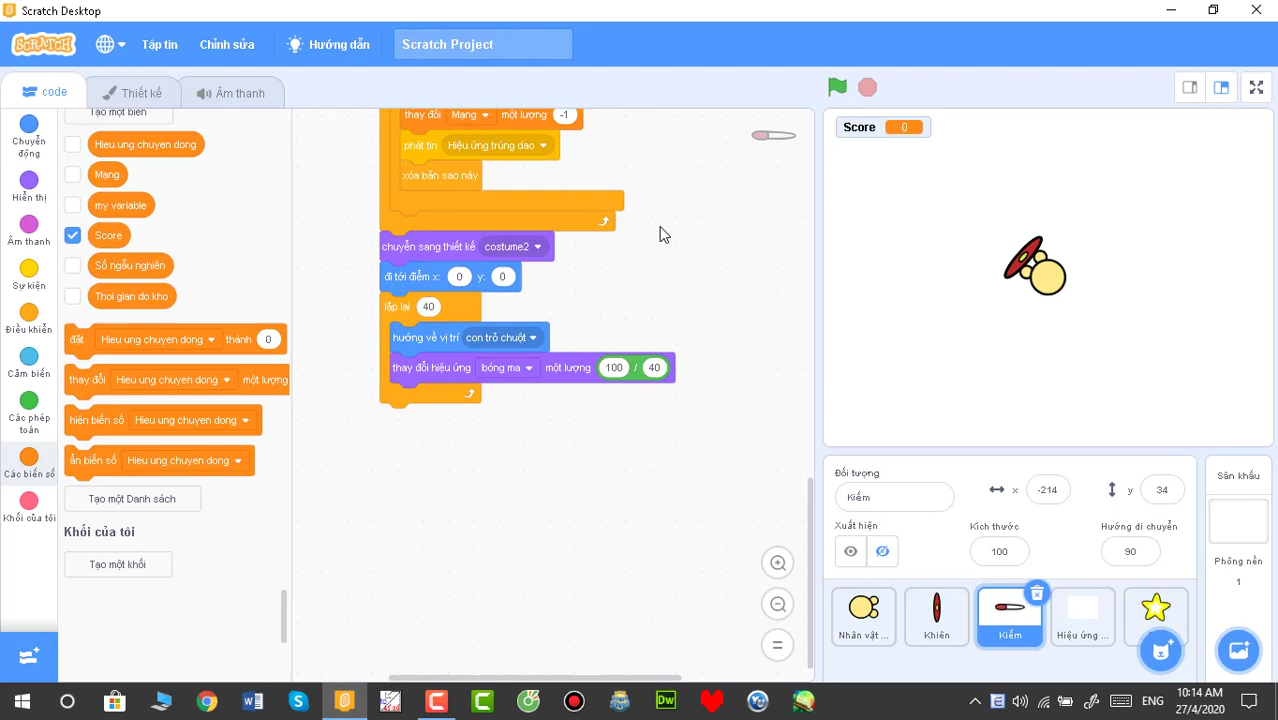 Scratch Desktop
SCRATCH
Tập tin
Chỉnh sửa
Hướng dẫn
Scratch Project
code
Thiết kế
Âm thanh
Chuyển động
Hiển thị
Âm thanh
Sự kiện
Điều khiển
Cảm biến
Các phép toán
Các biến số
Khối của tôi
Tạo một biến
Hieu ung chuyen dong
Mạng
my variable
Score
Số ngẫu nghiên
Thoi gian do kho
đặt Hieu ung chuyen dong thành 0
thay đổi Hieu ung chuyen dong một lượng
hiện biến số Hieu ung chuyen dong
ẩn biến số Hieu ung chuyen dong
Tạo một Danh sách
Khối của tôi
Tạo một khối
thay đổi Mạng một lượng -1
phát tin Hiệu ứng trúng dao
xóa bản sao này
chuyển sang thiết kế costume2
đi tới điểm x: 0 y: 0
lặp lại 40
hướng về vị trí con trỏ chuột
thay đổi hiệu ứng bóng ma một lượng 100 / 40
Score 0
Đối tượng
Kiếm
x -214
y 34
Xuất hiện
Kích thước
100
Hướng di chuyển
90
Nhân vật ...
Khiên
Kiếm
Hiệu ứng ...
Sân khấu
Phông nền
1
ENG
10:14 AM
27/4/2020